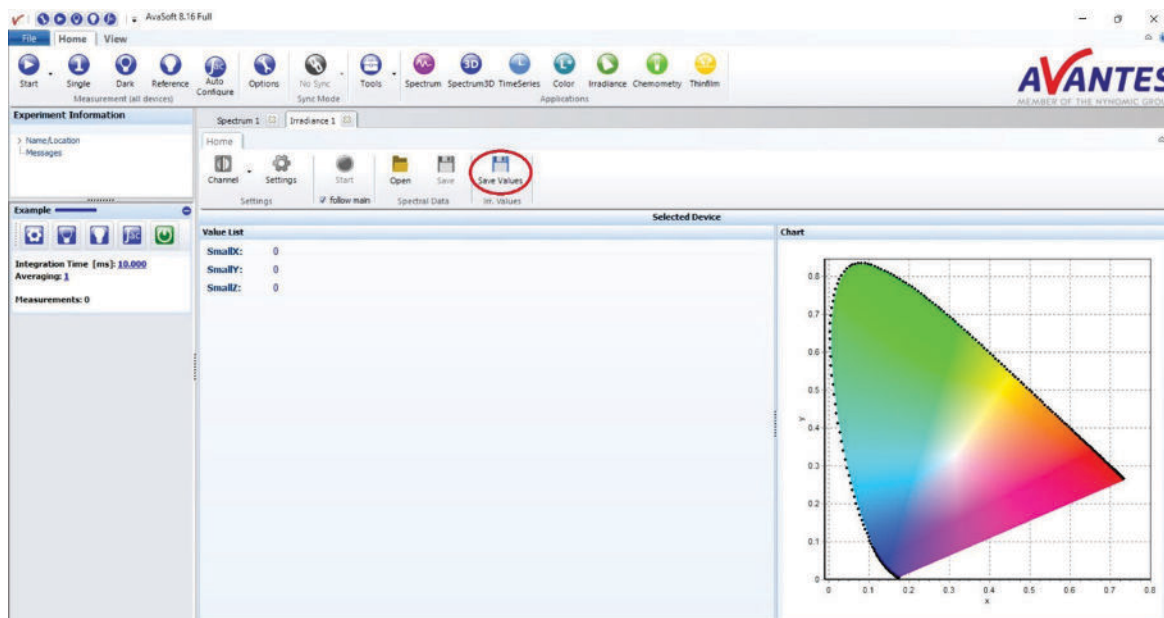 AvaSoft 8.16 Full
File Home View
Start Single Dark Reference Auto Configure Options No Sync Tools Spectrum Spectrum3D TimeSeries Color Irradiance Chemometry Thinfilm
Measurement (all devices) Sync Mode Applications
AVANTES
MEMBER OF THE NYNOMIC GROU
Experiment Information
Name/Location
Messages
Spectrum 1 Irradiance 1
Home
Channel Settings Start Open Save Save Values
Settings follow main Spectral Data Irr. Values
Example
Integration Time [ms]: 10.000
Averaging: 1
Measurements: 0
Selected Device
Value List
SmallX: 0
SmallY: 0
SmallZ: 0
Chart
0.8
0.7
0.6
0.5
0.4
0.3
0.2
0.1
0
Y
0 0.1 0.2 0.3 0.4 0.5 0.6 0.7 0.8
x